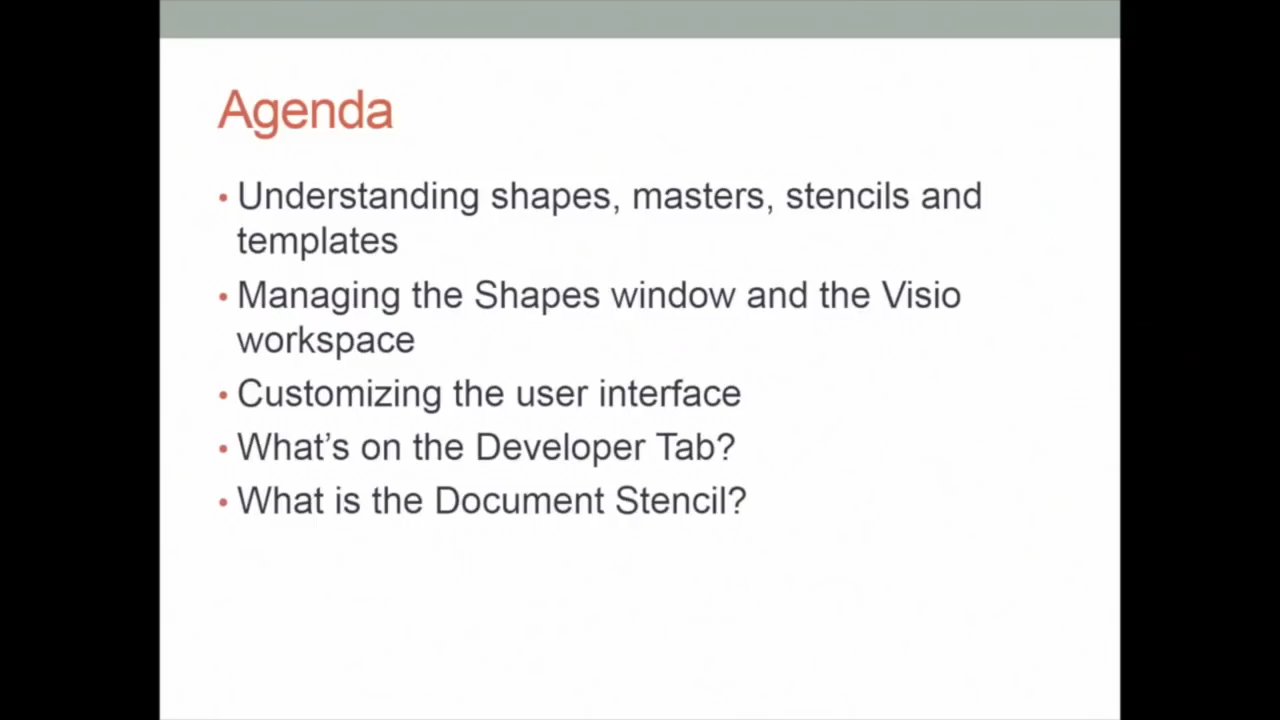 Agenda
• Understanding shapes, masters, stencils and
templates
• Managing the Shapes window and the Visio
workspace
• Customizing the user interface
• What’s on the Developer Tab?
• What is the Document Stencil?